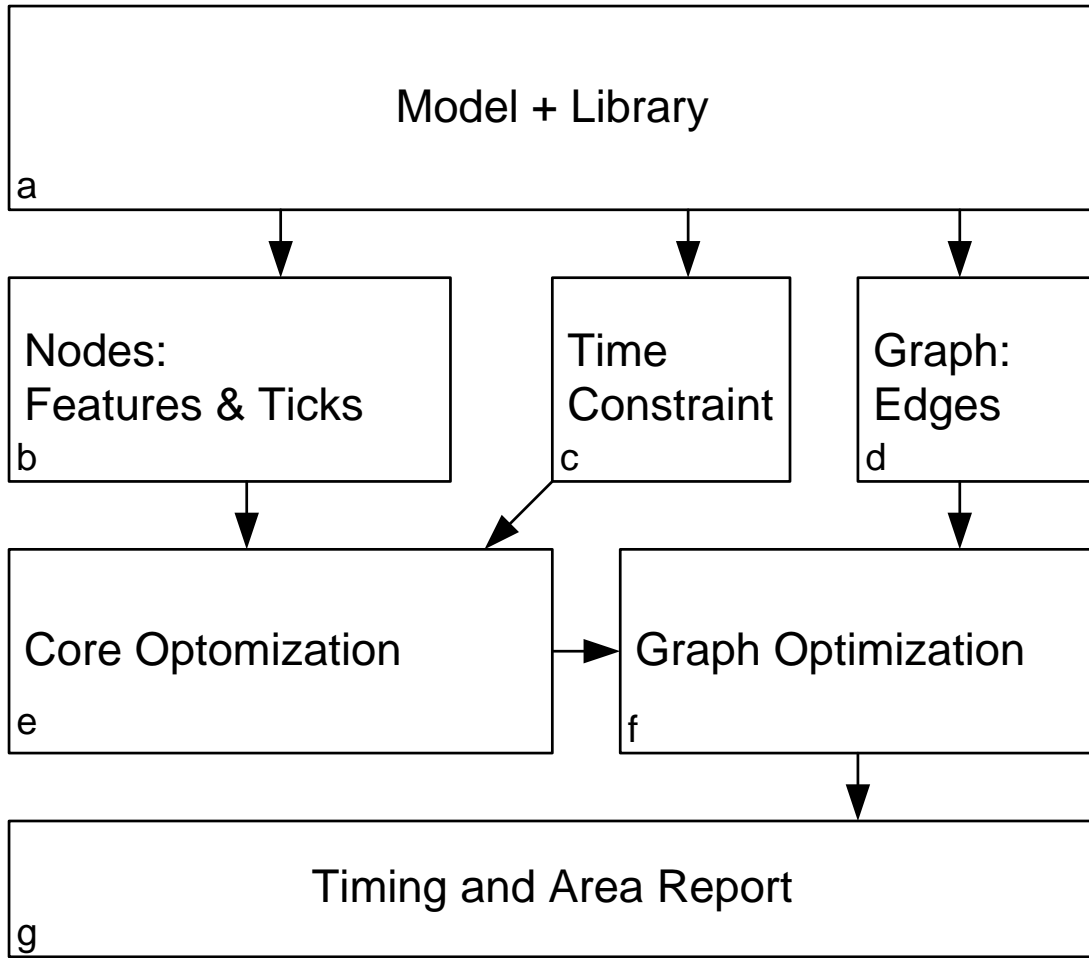 Model + Library
a
Nodes:
Features & Ticks
b
Time
Constraint
c
Graph:
Edges
d
Core Optomization
e
Graph Optimization
f
Timing and Area Report
g